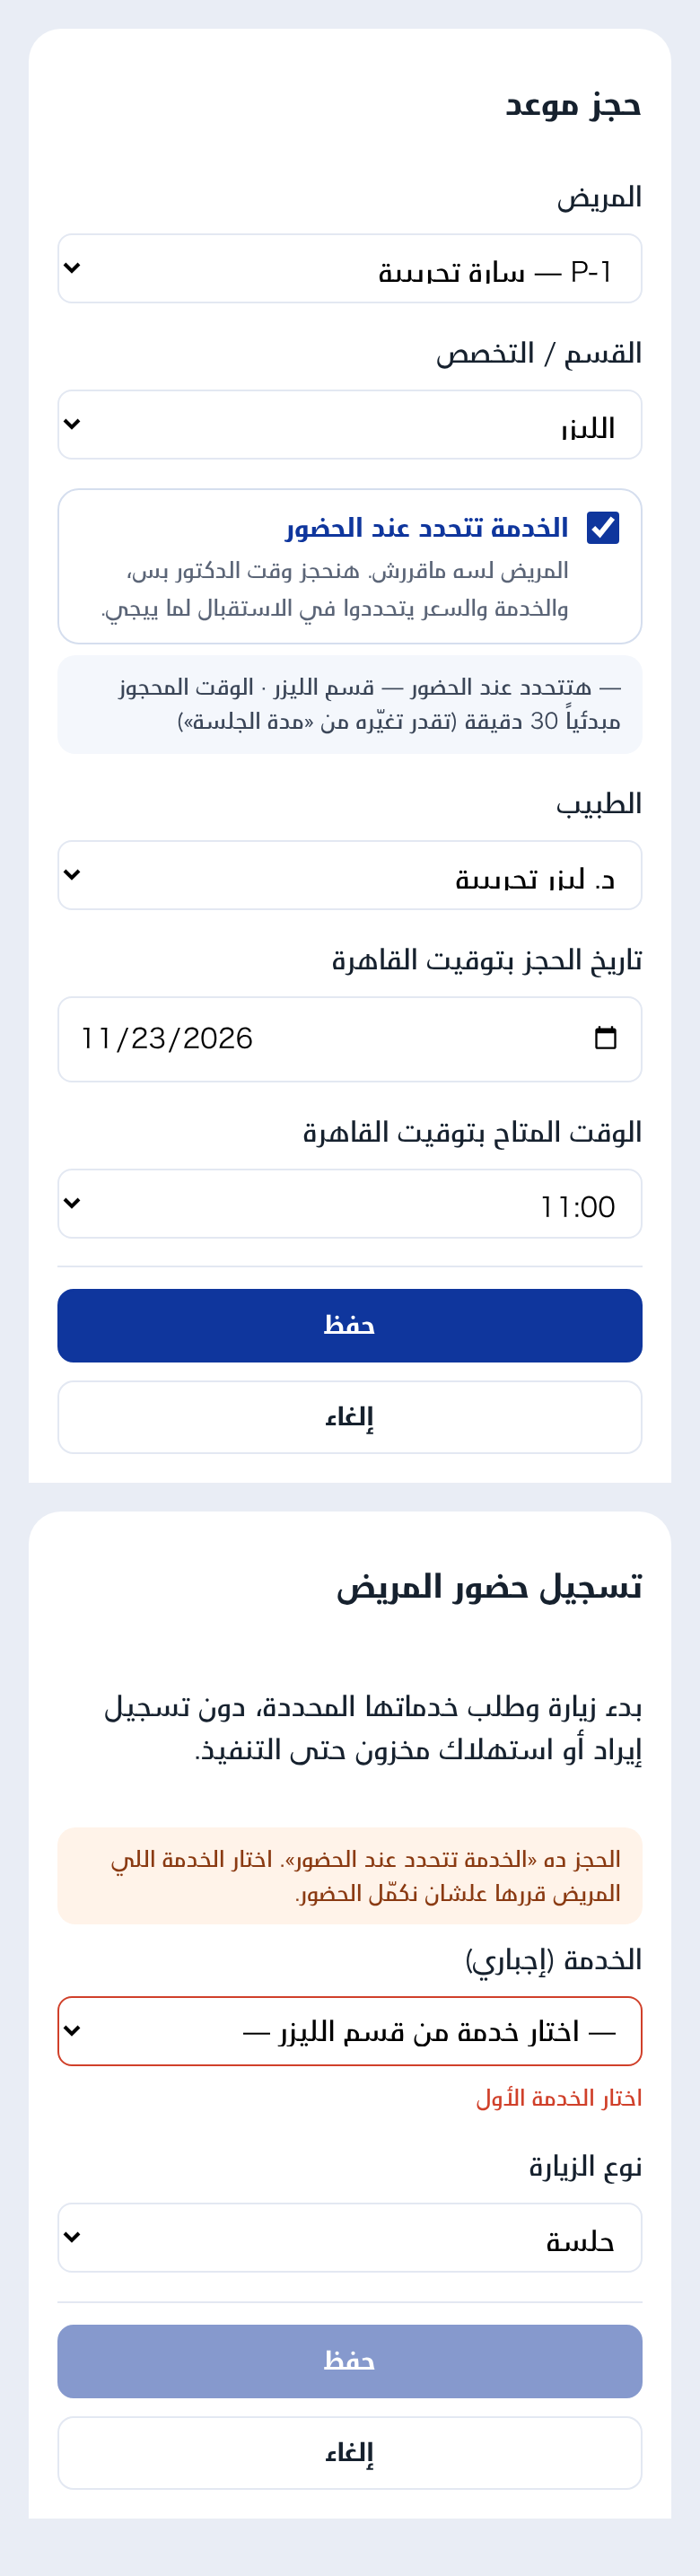 حجز موعد
المريض
P-1 — سارة تجريبية
القسم / التخصص
الليزر
الخدمة تتحدد عند الحضور
المريض لسه ماقررش. هنحجز وقت الدكتور بس،
والخدمة والسعر يتحددوا في الاستقبال لما ييجي.
— هتتحدد عند الحضور — قسم الليزر · الوقت المحجوز
مبدئياً 30 دقيقة (تقدر تغيّره من «مدة الجلسة»)
الطبيب
د. ليزر تجريبية
تاريخ الحجز بتوقيت القاهرة
11/23/2026
الوقت المتاح بتوقيت القاهرة
11:00
حفظ
إلغاء
تسجيل حضور المريض
بدء زيارة وطلب خدماتها المحددة، دون تسجيل
إيراد أو استهلاك مخزون حتى التنفيذ.
الحجز ده «الخدمة تتحدد عند الحضور». اختار الخدمة اللي
المريض قررها علشان نكمّل الحضور.
الخدمة (إجباري)
— اختار خدمة من قسم الليزر —
اختار الخدمة الأول
نوع الزيارة
جلسة
حفظ
إلغاء